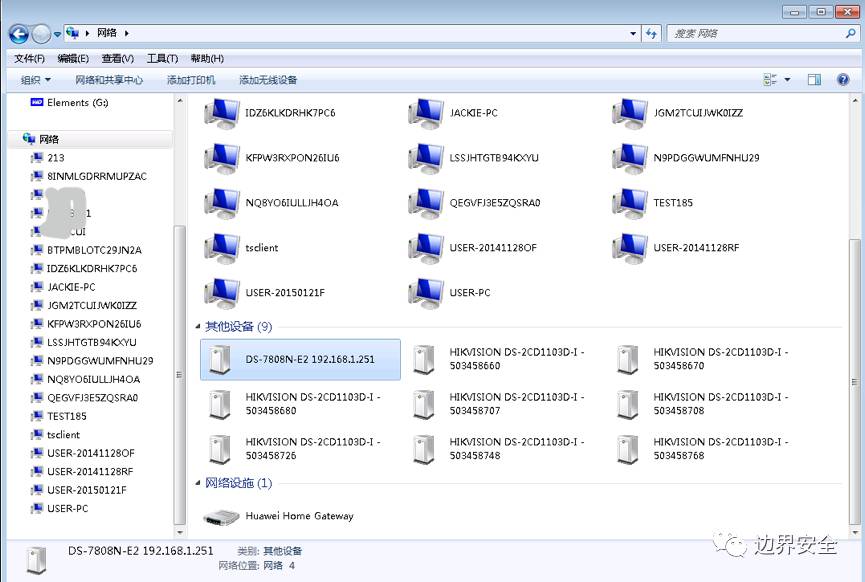 网络
搜索 网络
文件(F) 编辑(E) 查看(V) 工具(T) 帮助(H)
组织 网络和共享中心 添加打印机 添加无线设备
Elements (G:)
网络
213
8INMLGDRRMUPZAC
BTPMBLOTC29JN2A
IDZ6KLKDRHK7PC6
JACKIE-PC
JGM2TCUIJWK0IZZ
KFPW3RXPON26IU6
LSSJHTGTB94KXYU
N9PDGGWUMFNHU29
NQ8YO6IULLJH4OA
QEGVFJ3E5ZQSRA0
TEST185
tsclient
USER-20141128OF
USER-20141128RF
USER-20150121F
USER-PC
IDZ6KLKDRHK7PC6
JACKIE-PC
JGM2TCUIJWK0IZZ
KFPW3RXPON26IU6
LSSJHTGTB94KXYU
N9PDGGWUMFNHU29
NQ8YO6IULLJH4OA
QEGVFJ3E5ZQSRA0
TEST185
tsclient
USER-20141128OF
USER-20141128RF
USER-20150121F
USER-PC
其他设备 (9)
DS-7808N-E2 192.168.1.251
HIKVISION DS-2CD1103D-I -
503458660
HIKVISION DS-2CD1103D-I -
503458670
HIKVISION DS-2CD1103D-I -
503458680
HIKVISION DS-2CD1103D-I -
503458707
HIKVISION DS-2CD1103D-I -
503458708
HIKVISION DS-2CD1103D-I -
503458726
HIKVISION DS-2CD1103D-I -
503458748
HIKVISION DS-2CD1103D-I -
503458768
网络设施 (1)
Huawei Home Gateway
DS-7808N-E2 192.168.1.251 类别: 其他设备
网络位置: 网络 4
边界安全